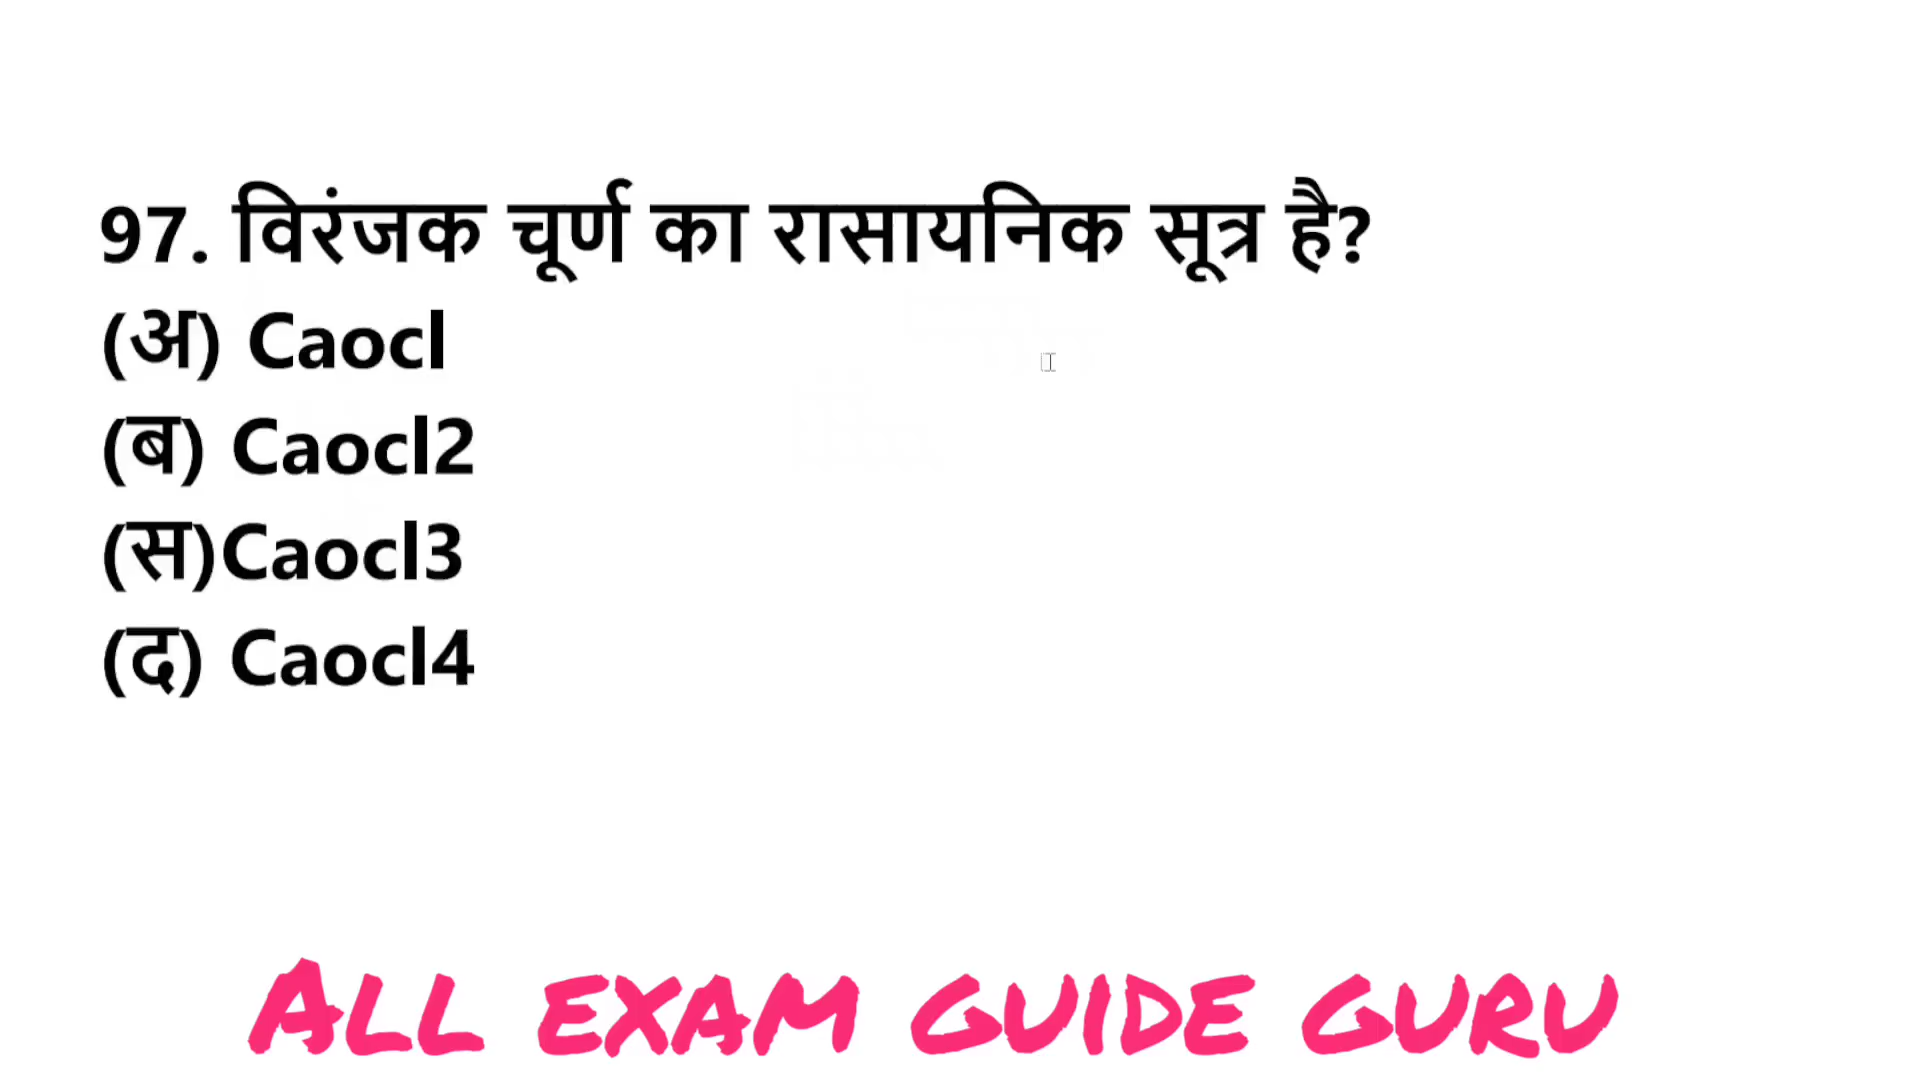 97. विरंजक चूर्ण का रासायनिक सूत्र है?
(अ) Caocl
(ब) Caocl2
(स)Caocl3
(द) Caocl4
ALL EXAM GUIDE GURU